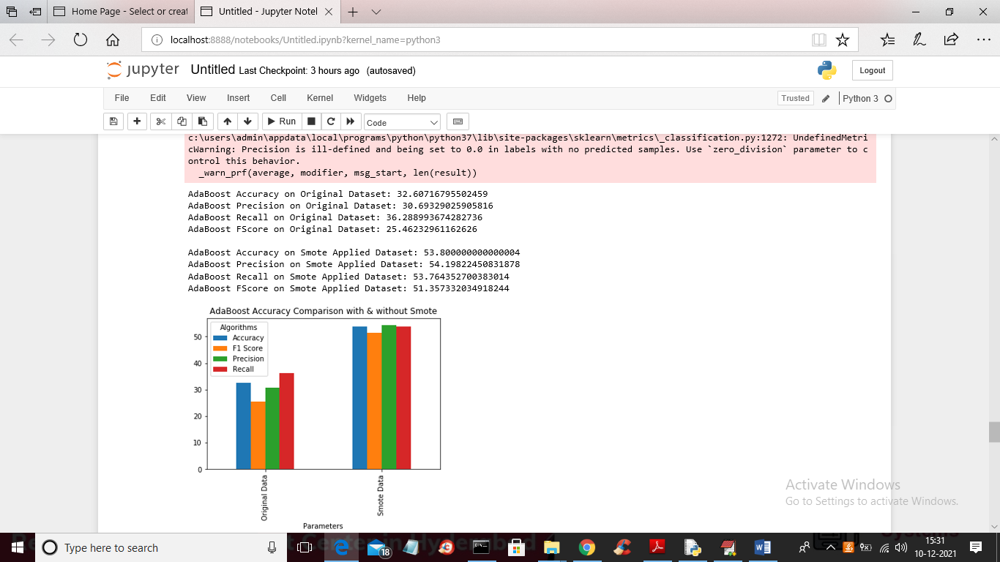 Home Page - Select or creat
Untitled - Jupyter Notel
localhost:8888/notebooks/Untitled.ipynb?kernel_name=python3
jupyter Untitled Last Checkpoint: 3 hours ago (autosaved)
Logout
File Edit View Insert Cell Kernel Widgets Help
Trusted
Python 3
Run
Code
c:\users\admin\appdata\local\programs\python\python37\lib\site-packages\sklearn\metrics\_classification.py:1272: UndefinedMetri
cWarning: Precision is ill-defined and being set to 0.0 in labels with no predicted samples. Use `zero_division` parameter to c
ontrol this behavior.
_warn_prf(average, modifier, msg_start, len(result))
AdaBoost Accuracy on Original Dataset: 32.60716795502459
AdaBoost Precision on Original Dataset: 30.69329025905816
AdaBoost Recall on Original Dataset: 36.288993674282736
AdaBoost FScore on Original Dataset: 25.46232961162626
AdaBoost Accuracy on Smote Applied Dataset: 53.800000000000004
AdaBoost Precision on Smote Applied Dataset: 54.19822450831878
AdaBoost Recall on Smote Applied Dataset: 53.764352700383014
AdaBoost FScore on Smote Applied Dataset: 51.357332034918244
AdaBoost Accuracy Comparison with & without Smote
Algorithms
Accuracy
F1 Score
Precision
Recall
50
40
30
20
10
0
Original Data
Smote Data
Parameters
Activate Windows
Go to Settings to activate Windows.
Type here to search
18
15:31
10-12-2021